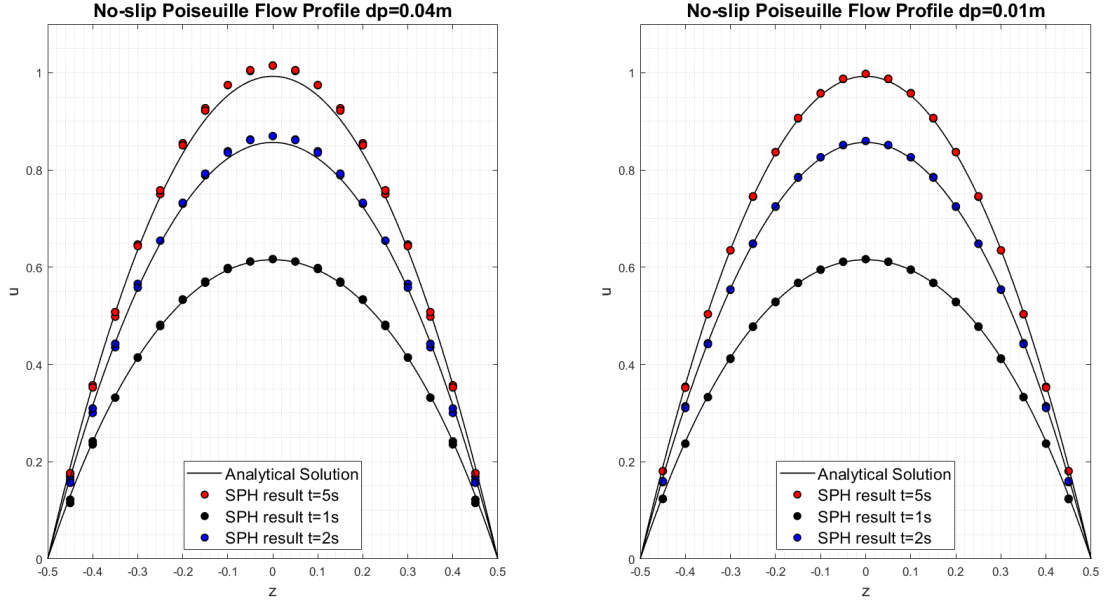 No-slip Poiseuille Flow Profile dp=0.04m
1
0.8
0.6
0.4
0.2
0
u
-0.5 -0.4 -0.3 -0.2 -0.1 0 0.1 0.2 0.3 0.4 0.5
z
Analytical Solution
SPH result t=5s
SPH result t=1s
SPH result t=2s
No-slip Poiseuille Flow Profile dp=0.01m
1
0.8
0.6
0.4
0.2
0
u
-0.5 -0.4 -0.3 -0.2 -0.1 0 0.1 0.2 0.3 0.4 0.5
z
Analytical Solution
SPH result t=5s
SPH result t=1s
SPH result t=2s